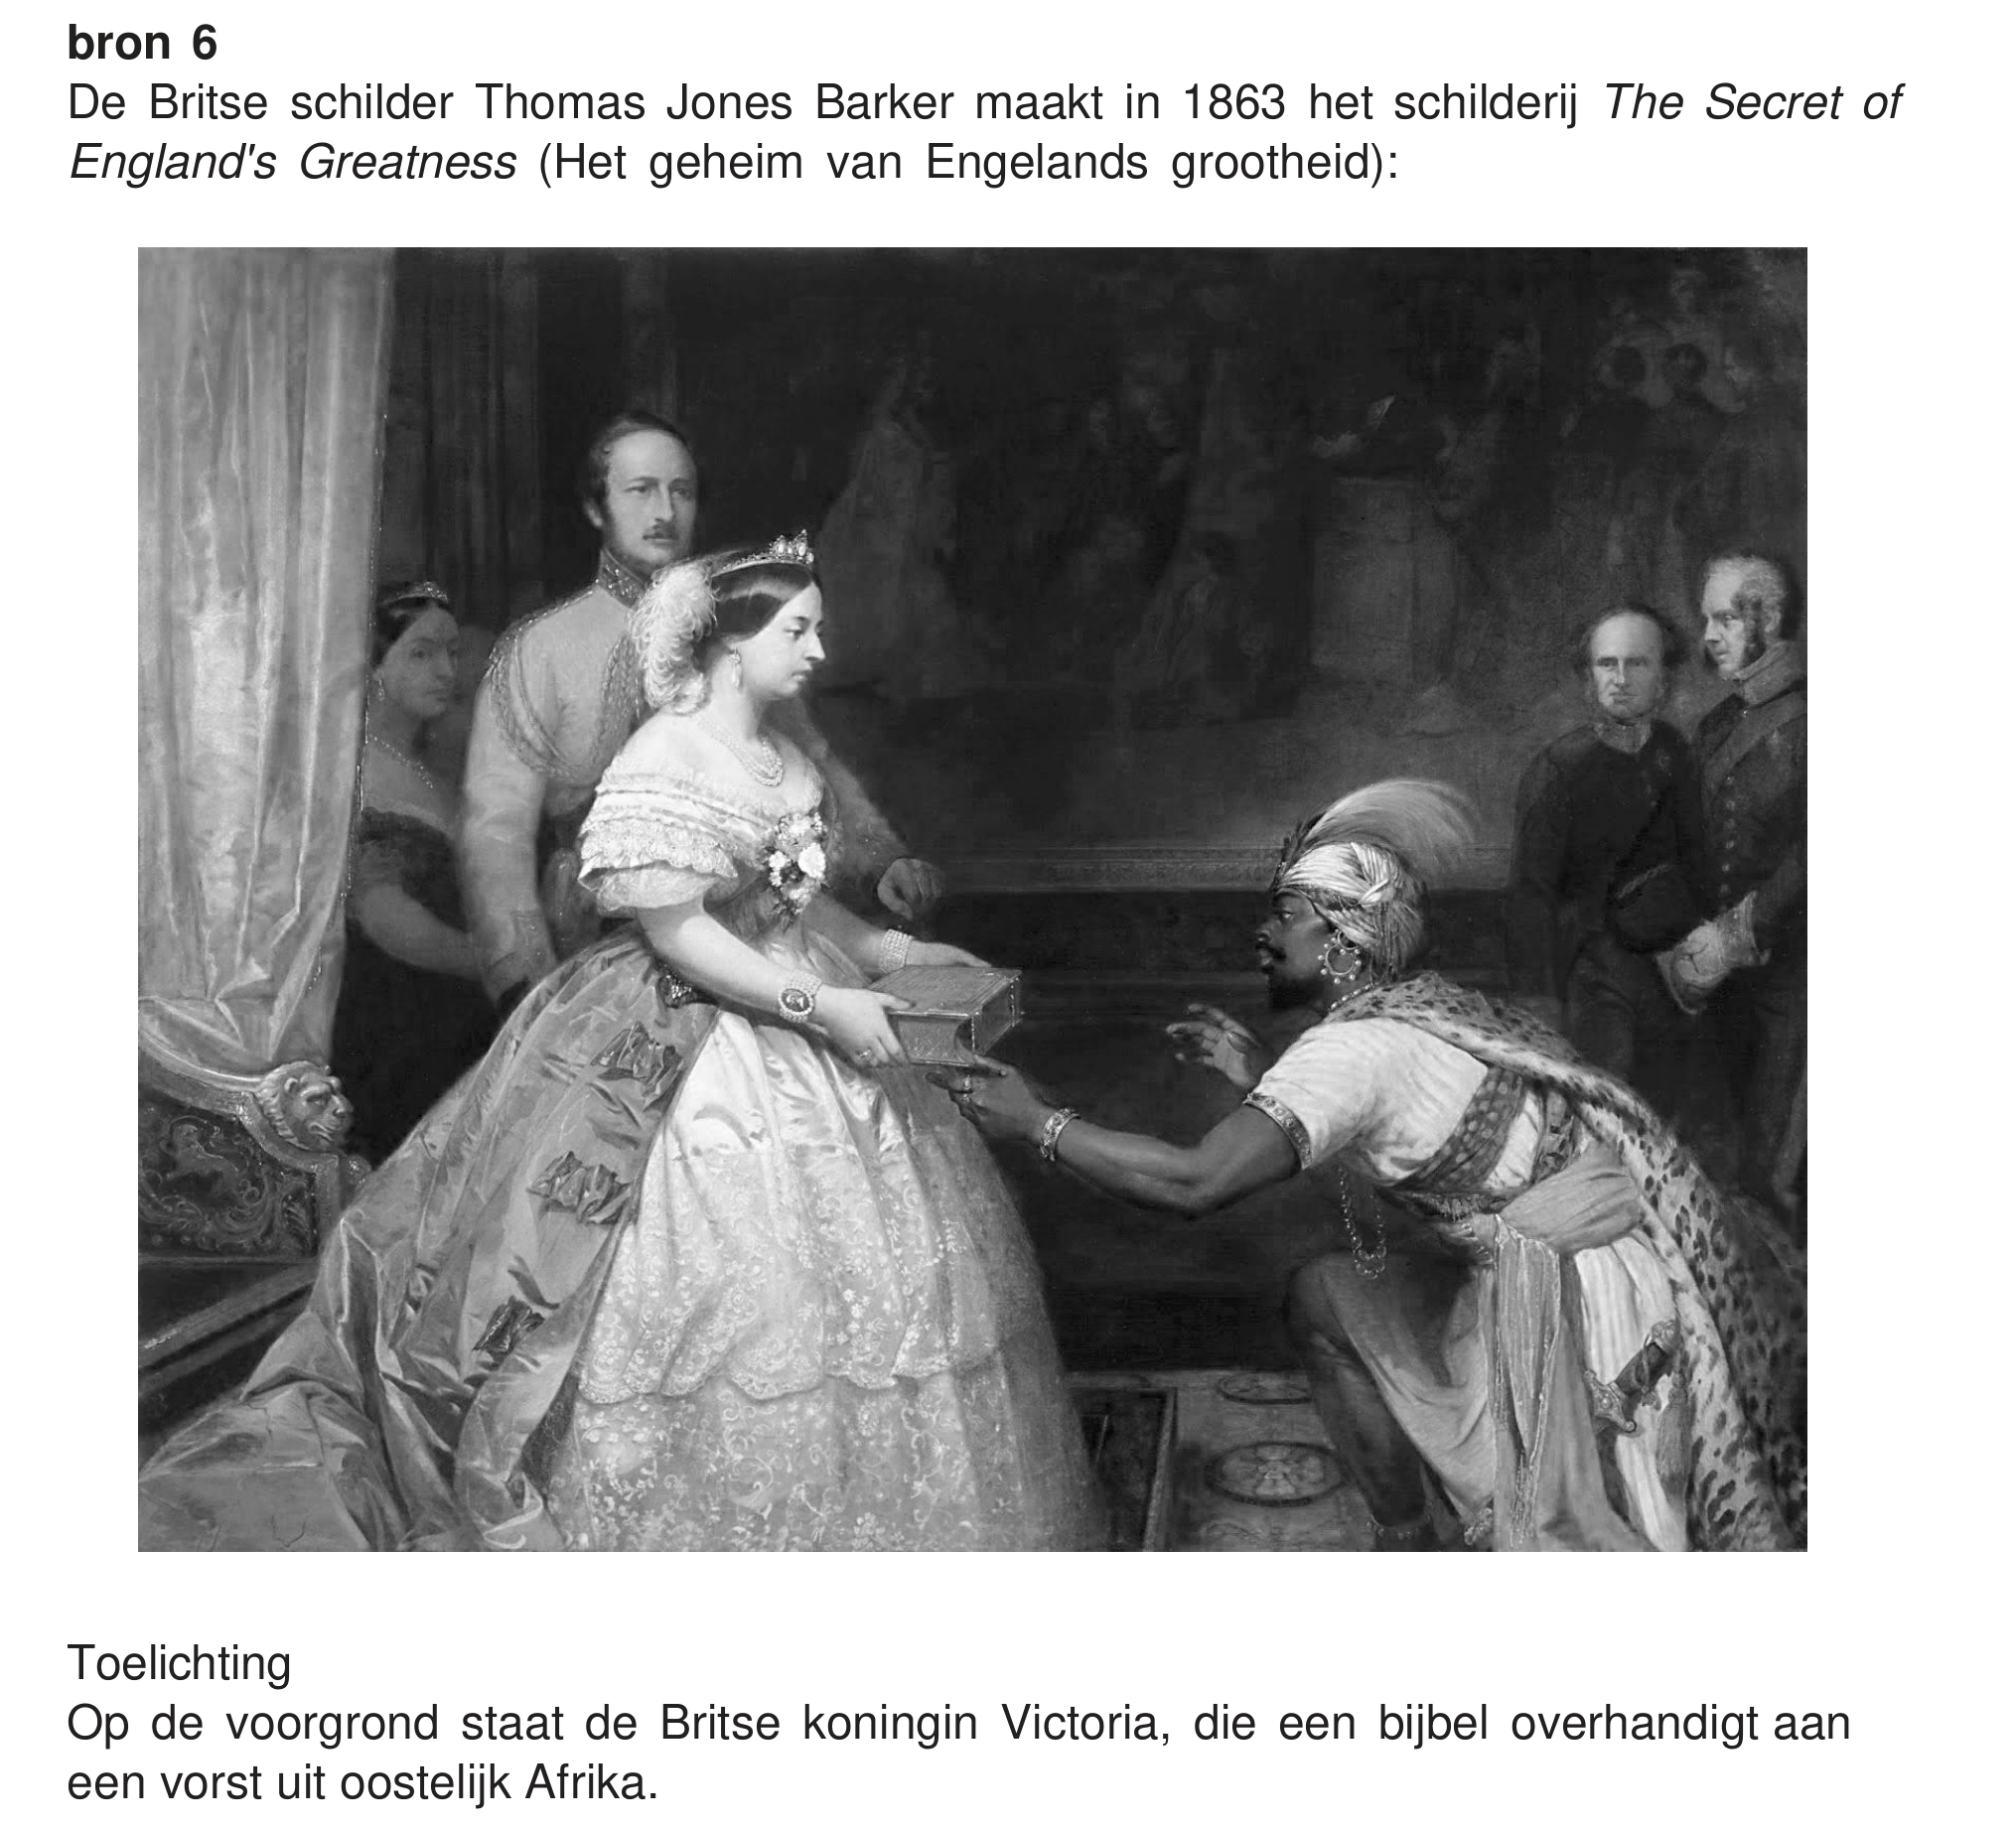 bron 6
De Britse schilder Thomas Jones Barker maakt in 1863 het schilderij The Secret of
England's Greatness (Het geheim van Engelands grootheid):
Toelichting
Op de voorgrond staat de Britse koningin Victoria, die een bijbel overhandigt aan
een vorst uit oostelijk Afrika.